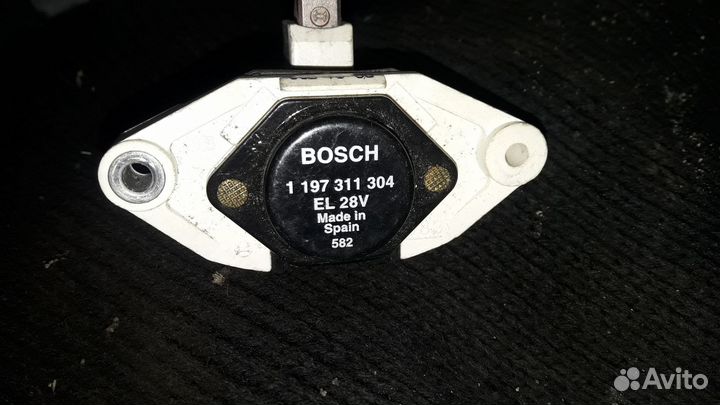 BOSCH
1 197 311 304
EL 28V
Made in
Spain
582
Avito